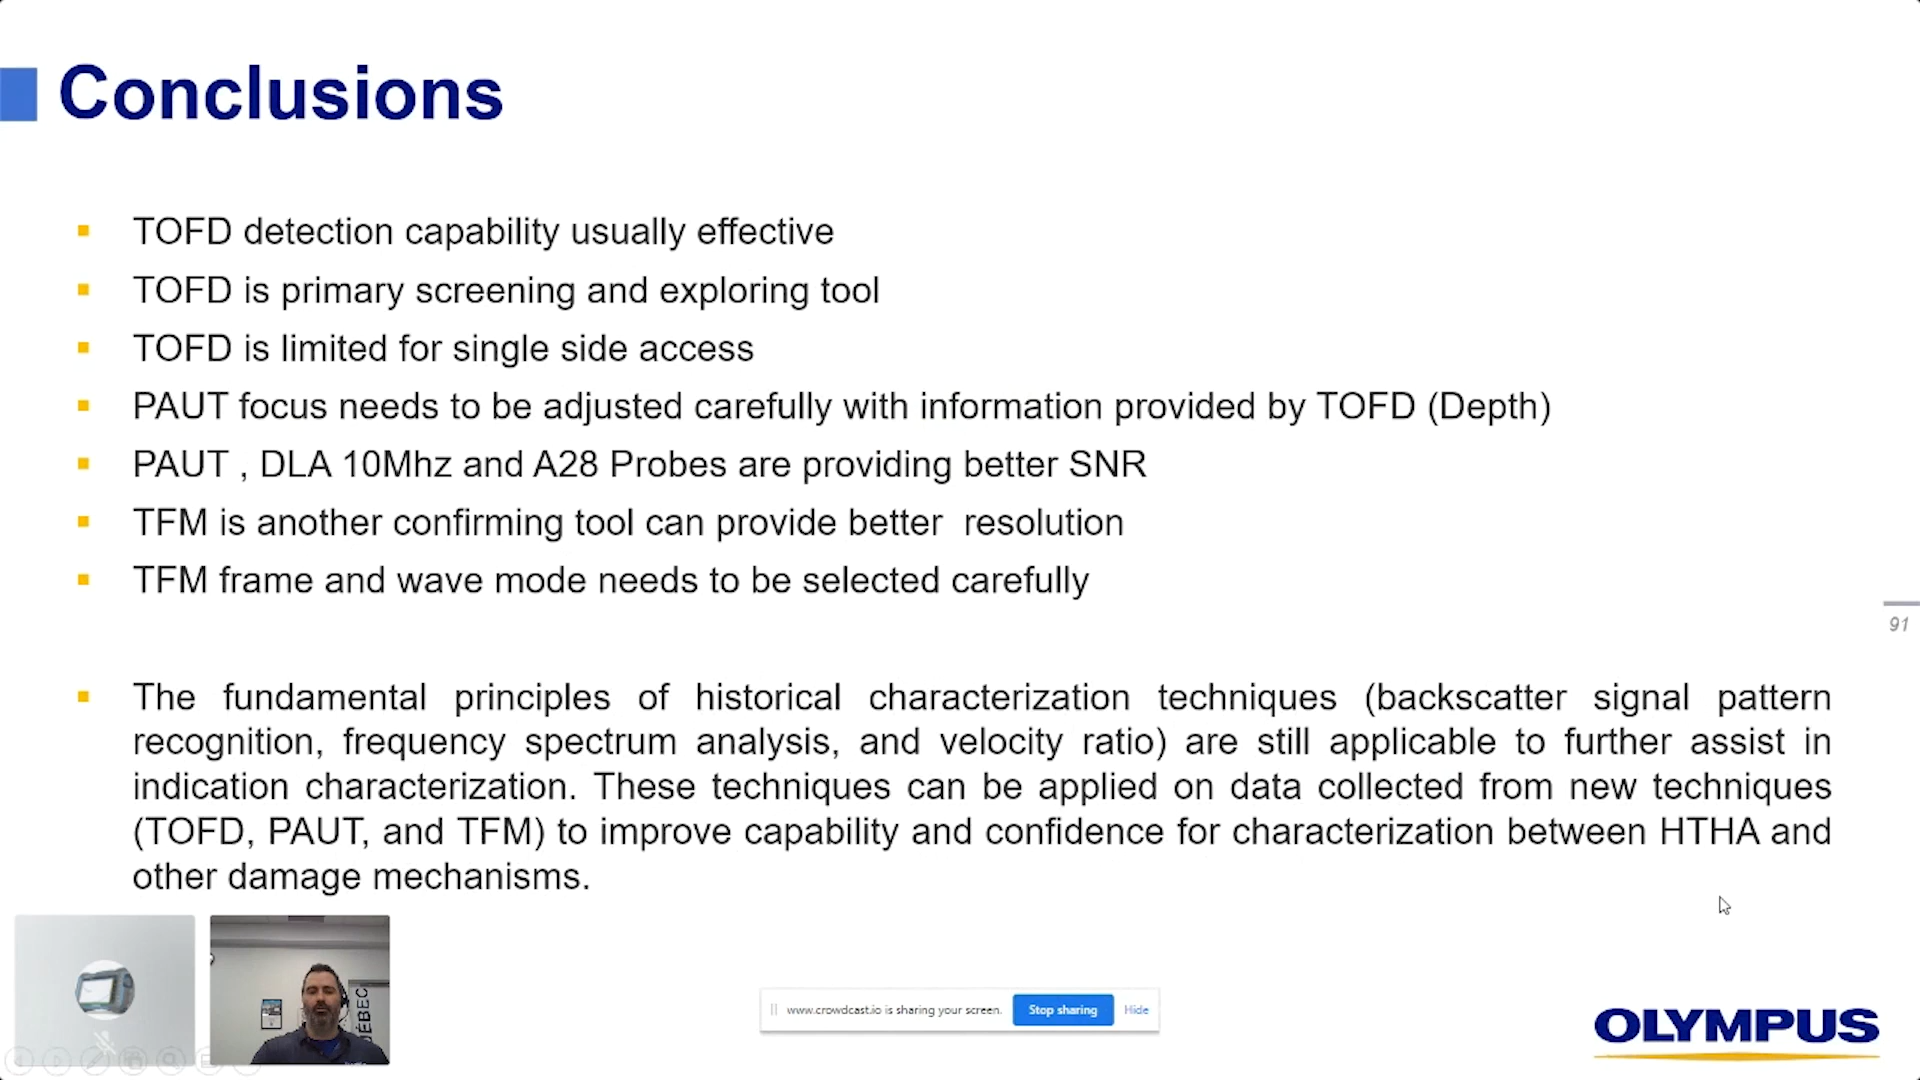 Conclusions
TOFD detection capability usually effective
TOFD is primary screening and exploring tool
TOFD is limited for single side access
PAUT focus needs to be adjusted carefully with information provided by TOFD (Depth)
PAUT , DLA 10Mhz and A28 Probes are providing better SNR
TFM is another confirming tool can provide better  resolution
TFM frame and wave mode needs to be selected carefully
91
The fundamental principles of historical characterization techniques (backscatter signal pattern
recognition, frequency spectrum analysis, and velocity ratio) are still applicable to further assist in
indication characterization. These techniques can be applied on data collected from new techniques
(TOFD, PAUT, and TFM) to improve capability and confidence for characterization between HTHA and
other damage mechanisms.
ÉBEC
www.crowdcast.io is sharing your screen.
Stop sharing
Hide
OLYMPUS